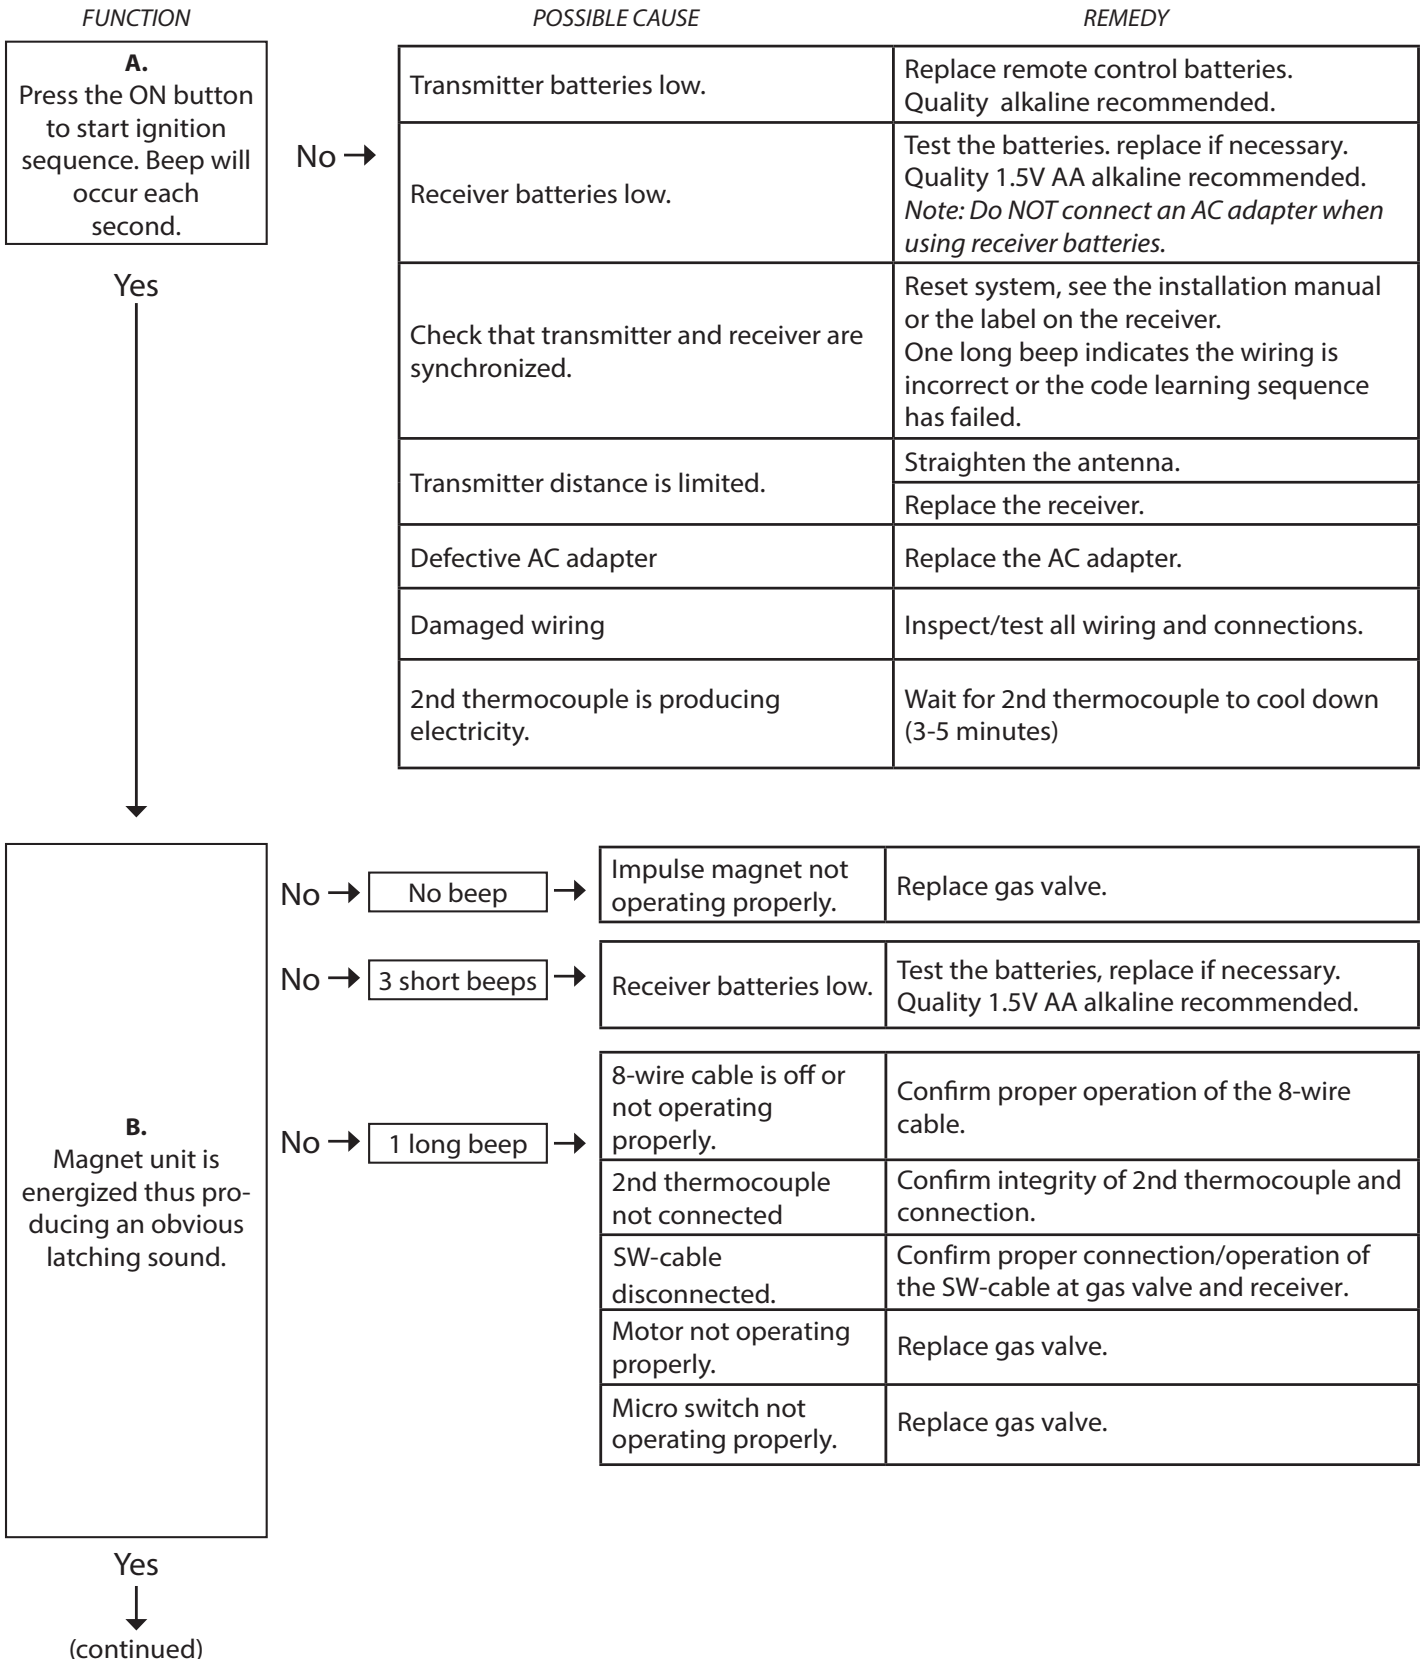 FUNCTION
POSSIBLE CAUSE
REMEDY
A.
Press the ON button
to start ignition
sequence. Beep will
occur each
second.
No
Transmitter batteries low.
Replace remote control batteries.
Quality alkaline recommended.
Receiver batteries low.
Test the batteries. replace if necessary.
Quality 1.5V AA alkaline recommended.
Note: Do NOT connect an AC adapter when
using receiver batteries.
Check that transmitter and receiver are
synchronized.
Reset system, see the installation manual
or the label on the receiver.
One long beep indicates the wiring is
incorrect or the code learning sequence
has failed.
Transmitter distance is limited.
Straighten the antenna.
Replace the receiver.
Defective AC adapter
Replace the AC adapter.
Damaged wiring
Inspect/test all wiring and connections.
2nd thermocouple is producing
electricity.
Wait for 2nd thermocouple to cool down
(3-5 minutes)
Yes
B.
Magnet unit is
energized thus pro-
ducing an obvious
latching sound.
No
No beep
Impulse magnet not
operating properly.
Replace gas valve.
No
3 short beeps
Receiver batteries low.
Test the batteries, replace if necessary.
Quality 1.5V AA alkaline recommended.
No
1 long beep
8-wire cable is off or
not operating
properly.
Confirm proper operation of the 8-wire
cable.
2nd thermocouple
not connected
Confirm integrity of 2nd thermocouple and
connection.
SW-cable
disconnected.
Confirm proper connection/operation of
the SW-cable at gas valve and receiver.
Motor not operating
properly.
Replace gas valve.
Micro switch not
operating properly.
Replace gas valve.
Yes
(continued)